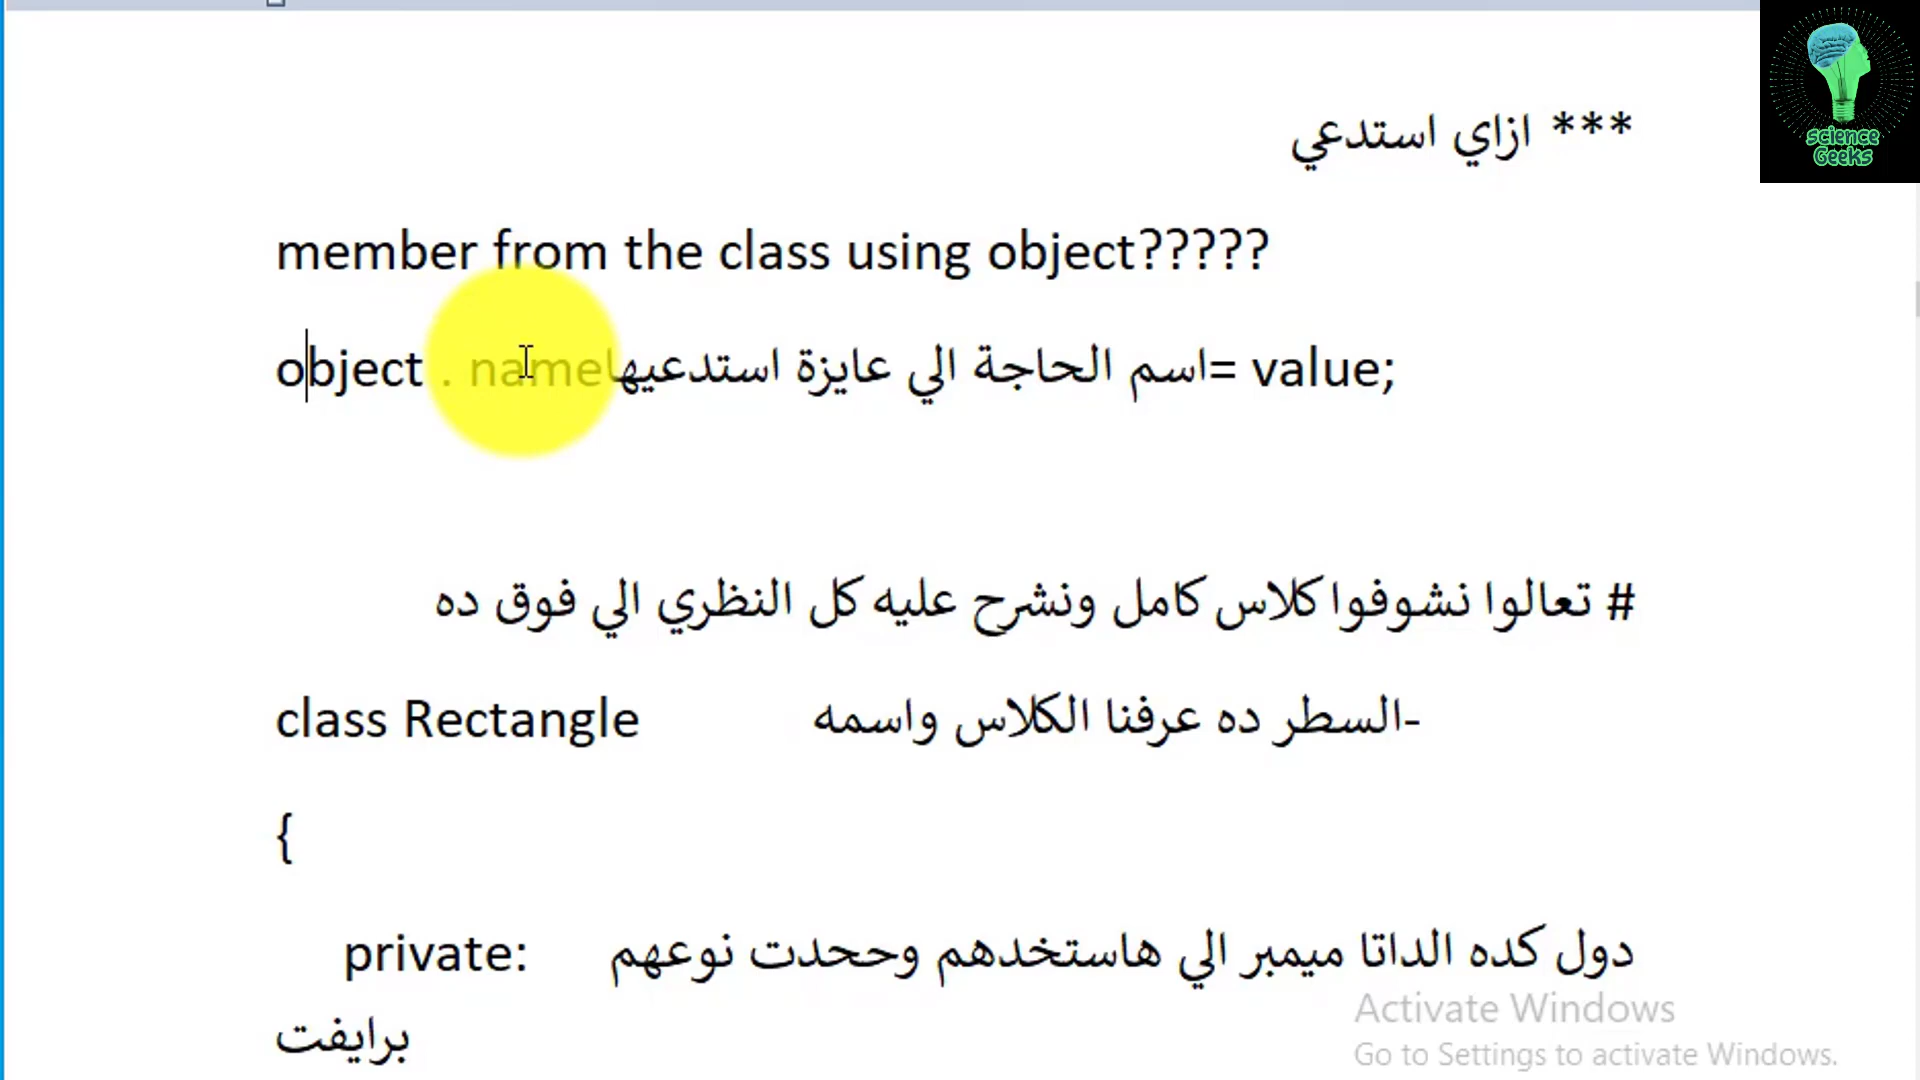 *** ازاي استدعي
member from the class using object?????
object . nameاسم الحاجة الي عايزة استدعيها= value;
# تعالوا نشوفوا كلاس كامل ونشرح عليه كل النظري الي فوق ده
class Rectangle -السطر ده عرفنا الكلاس واسمه
{
private: دول كده الداتا ميمبر الي هاستخدهم وححدت نوعهم
برايفت
science
Geeks
Activate Windows
Go to Settings to activate Windows.